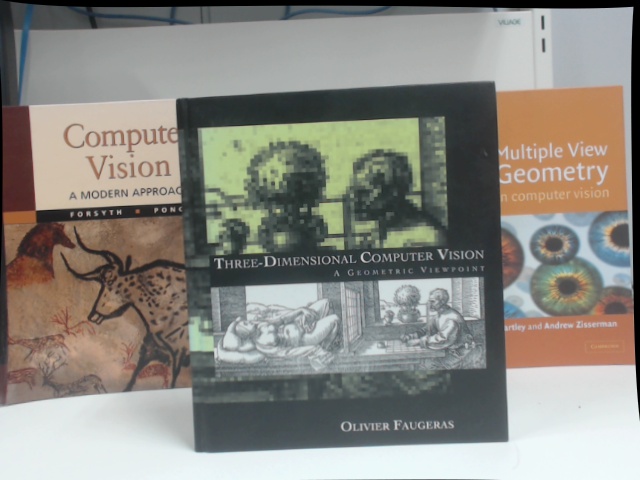 Compute
Vision
A MODERN APPROAC
FORSYTH PONC
THREE-DIMENSIONAL COMPUTER VISION
A GEOMETRIC VIEWPOINT
OLIVIER FAUGERAS
Multiple View
Geometry
n computer vision
artley and Andrew Zisserman